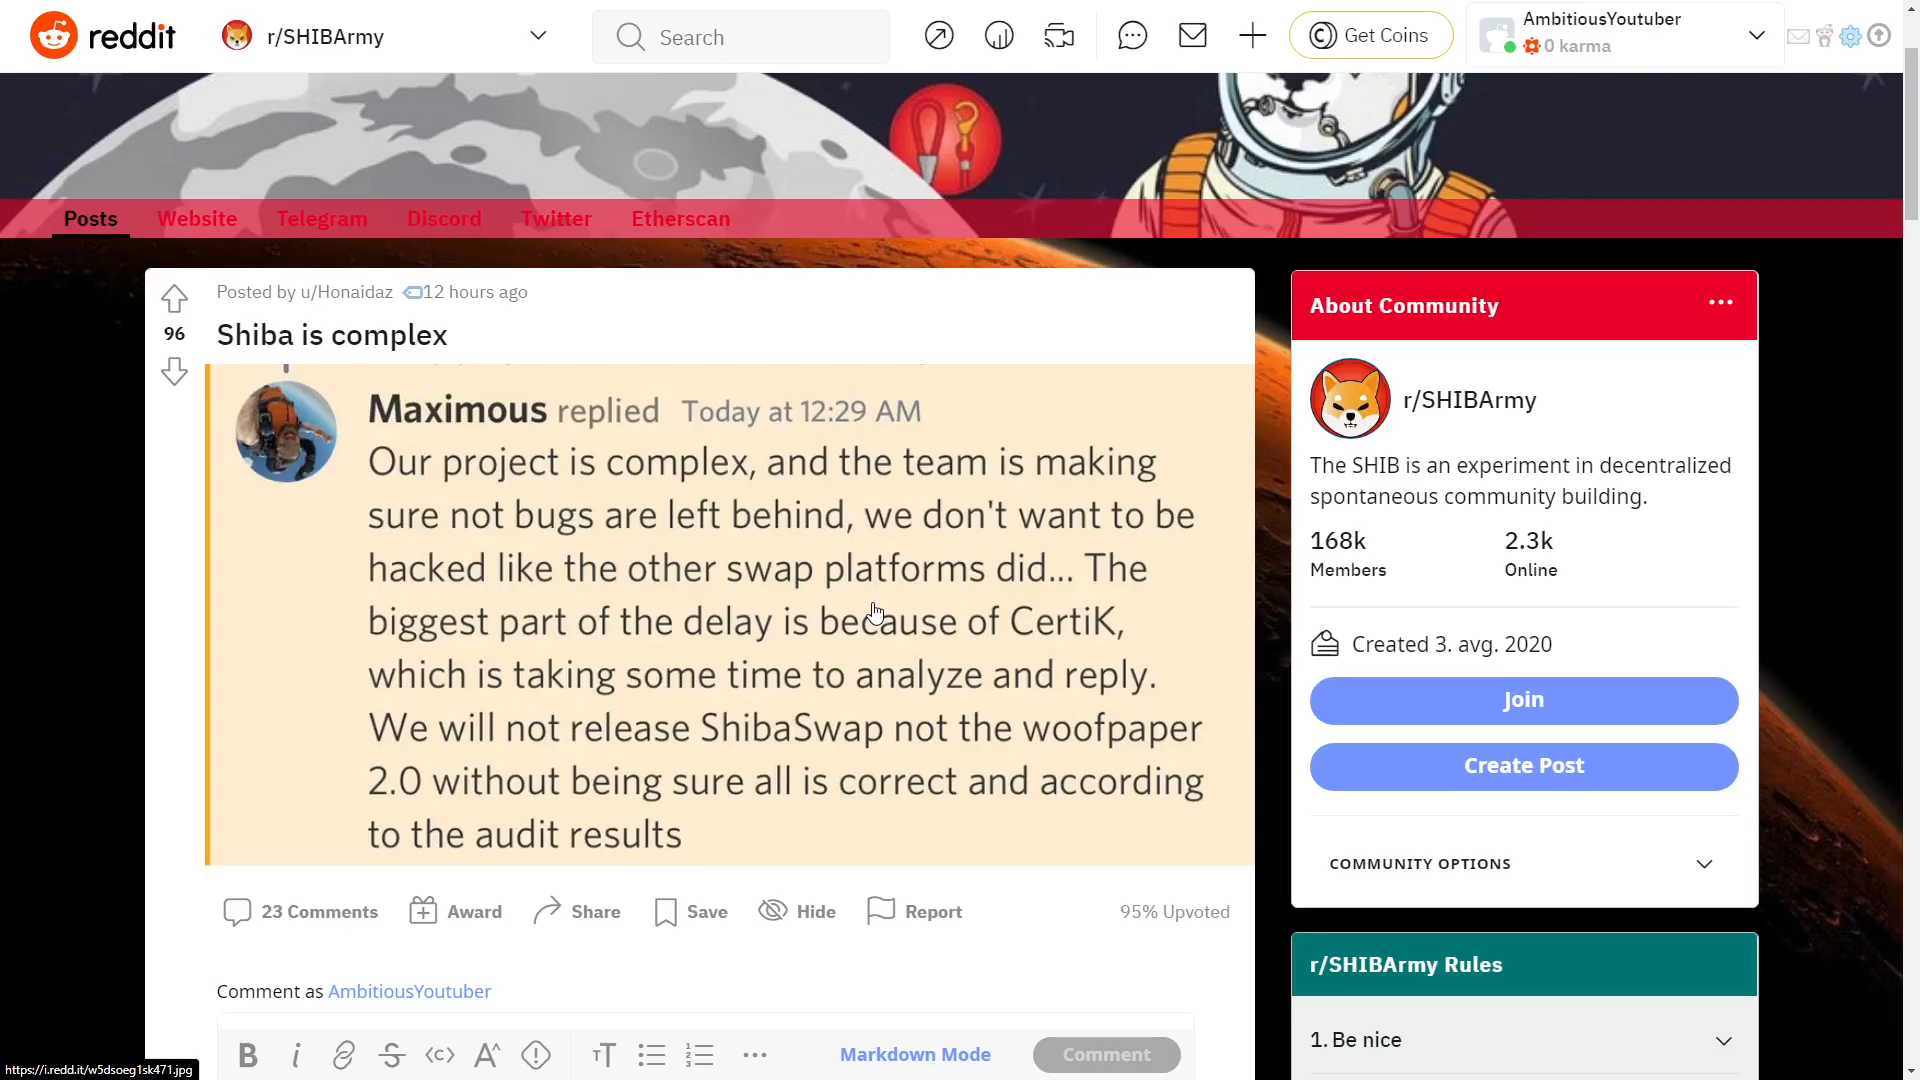 reddit
r/SHIBArmy
Search
Get Coins
AmbitiousYoutuber
0 karma
Posts
Website
Telegram
Discord
Twitter
Etherscan
Posted by u/Honaidaz 12 hours ago
96
Shiba is complex
Maximous replied Today at 12:29 AM
Our project is complex, and the team is making
sure not bugs are left behind, we don't want to be
hacked like the other swap platforms did... The
biggest part of the delay is because of CertiK,
which is taking some time to analyze and reply.
We will not release ShibaSwap not the woofpaper
2.0 without being sure all is correct and according
to the audit results
23 Comments
Award
Share
Save
Hide
Report
95% Upvoted
Comment as AmbitiousYoutuber
Markdown Mode
Comment
https://i.redd.it/w5dsoeg1sk471.jpg
About Community
r/SHIBArmy
The SHIB is an experiment in decentralized
spontaneous community building.
168k
2.3k
Members
Online
Created 3. avg. 2020
Join
Create Post
COMMUNITY OPTIONS
r/SHIBArmy Rules
1. Be nice